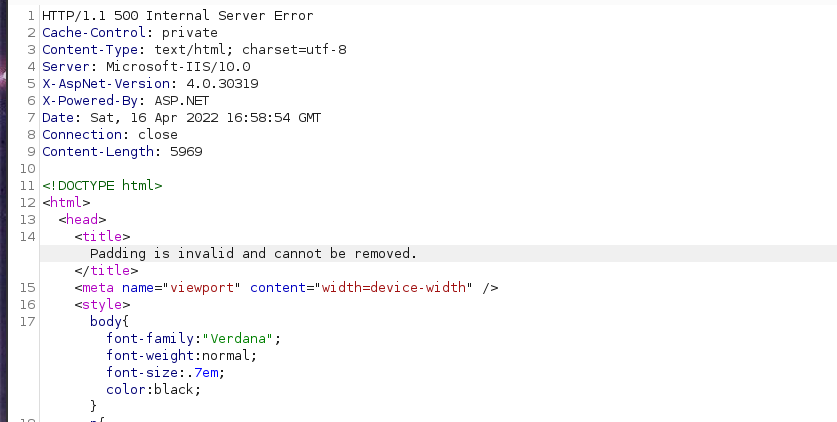 1 HTTP/1.1 500 Internal Server Error
2 Cache-Control: private
3 Content-Type: text/html; charset=utf-8
4 Server: Microsoft-IIS/10.0
5 X-AspNet-Version: 4.0.30319
6 X-Powered-By: ASP.NET
7 Date: Sat, 16 Apr 2022 16:58:54 GMT
8 Connection: close
9 Content-Length: 5969
10
11 <!DOCTYPE html>
12 <html>
13 <head>
14 <title>
Padding is invalid and cannot be removed.
</title>
15 <meta name="viewport" content="width=device-width" />
16 <style>
17 body{
font-family:"Verdana";
font-weight:normal;
font-size:.7em;
color:black;
}